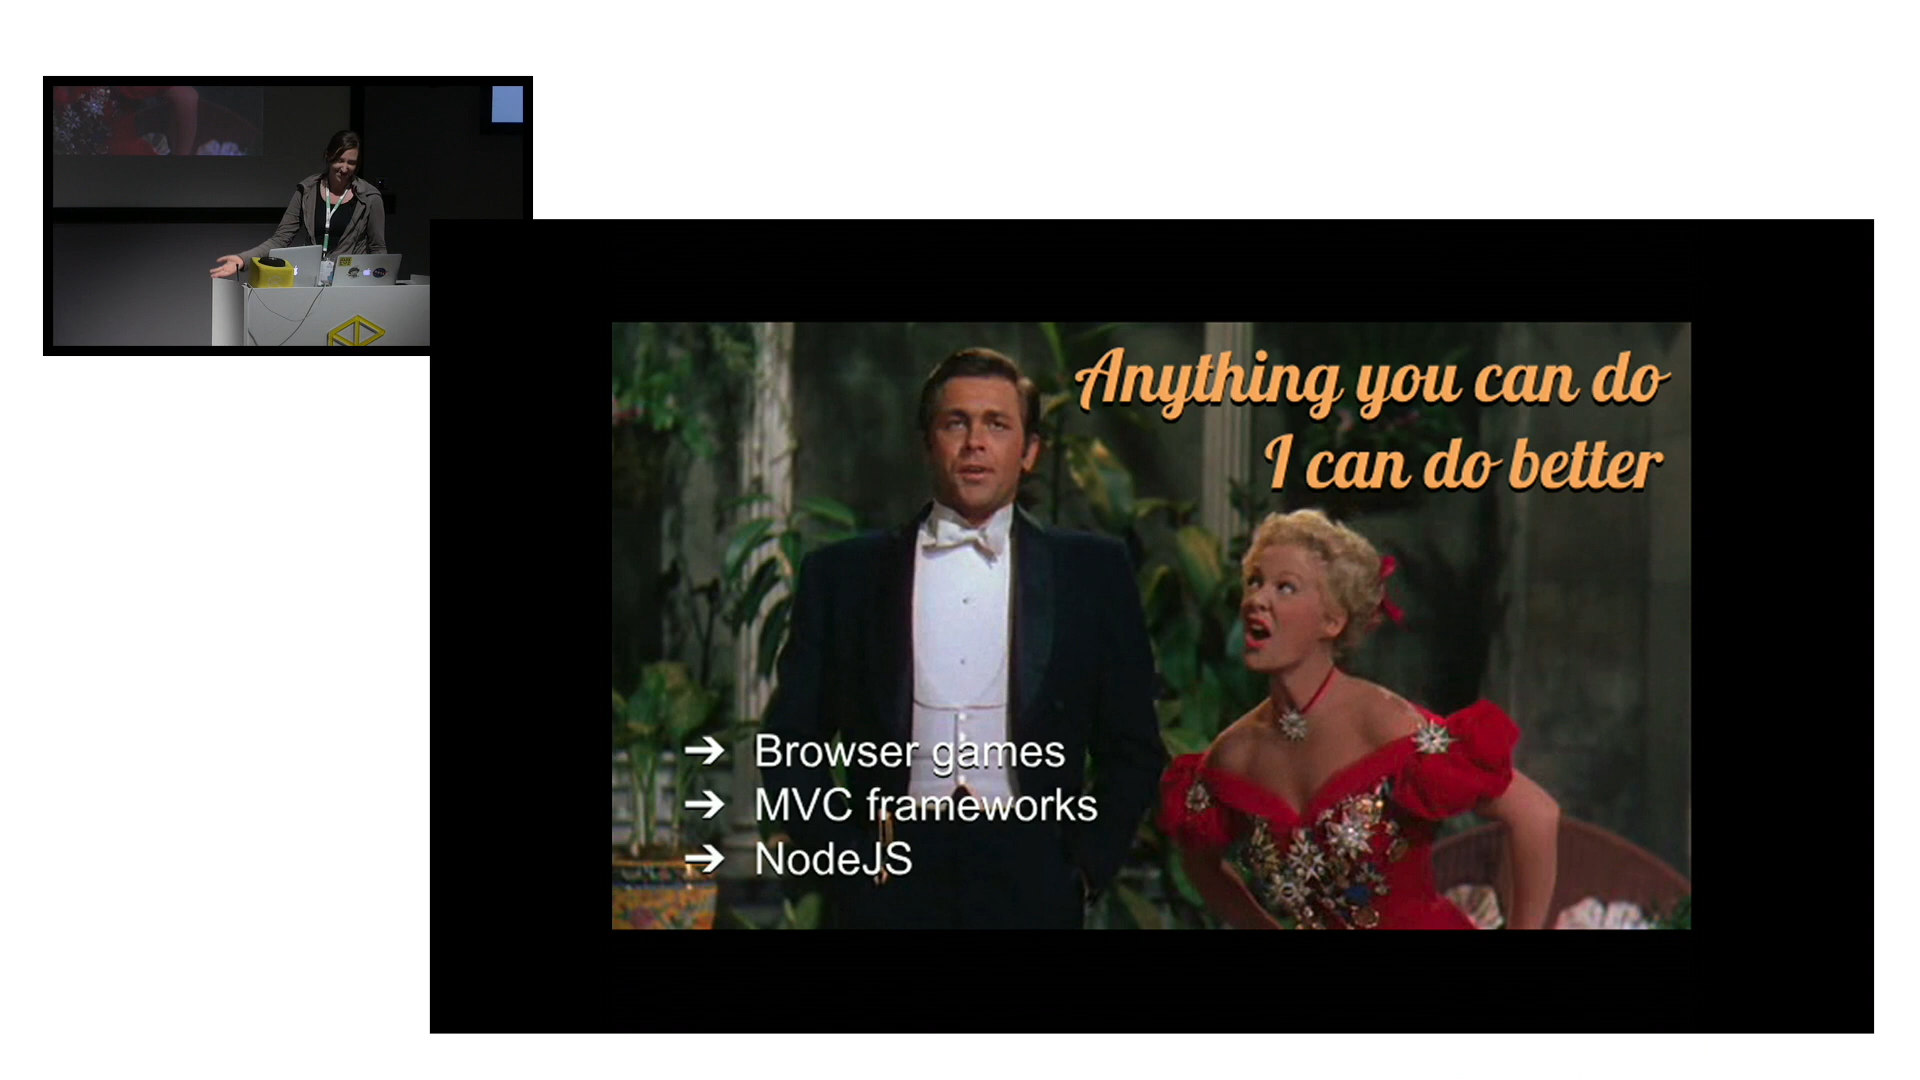 Anything you can do
I can do better
➔ Browser games
➔ MVC frameworks
➔ NodeJS